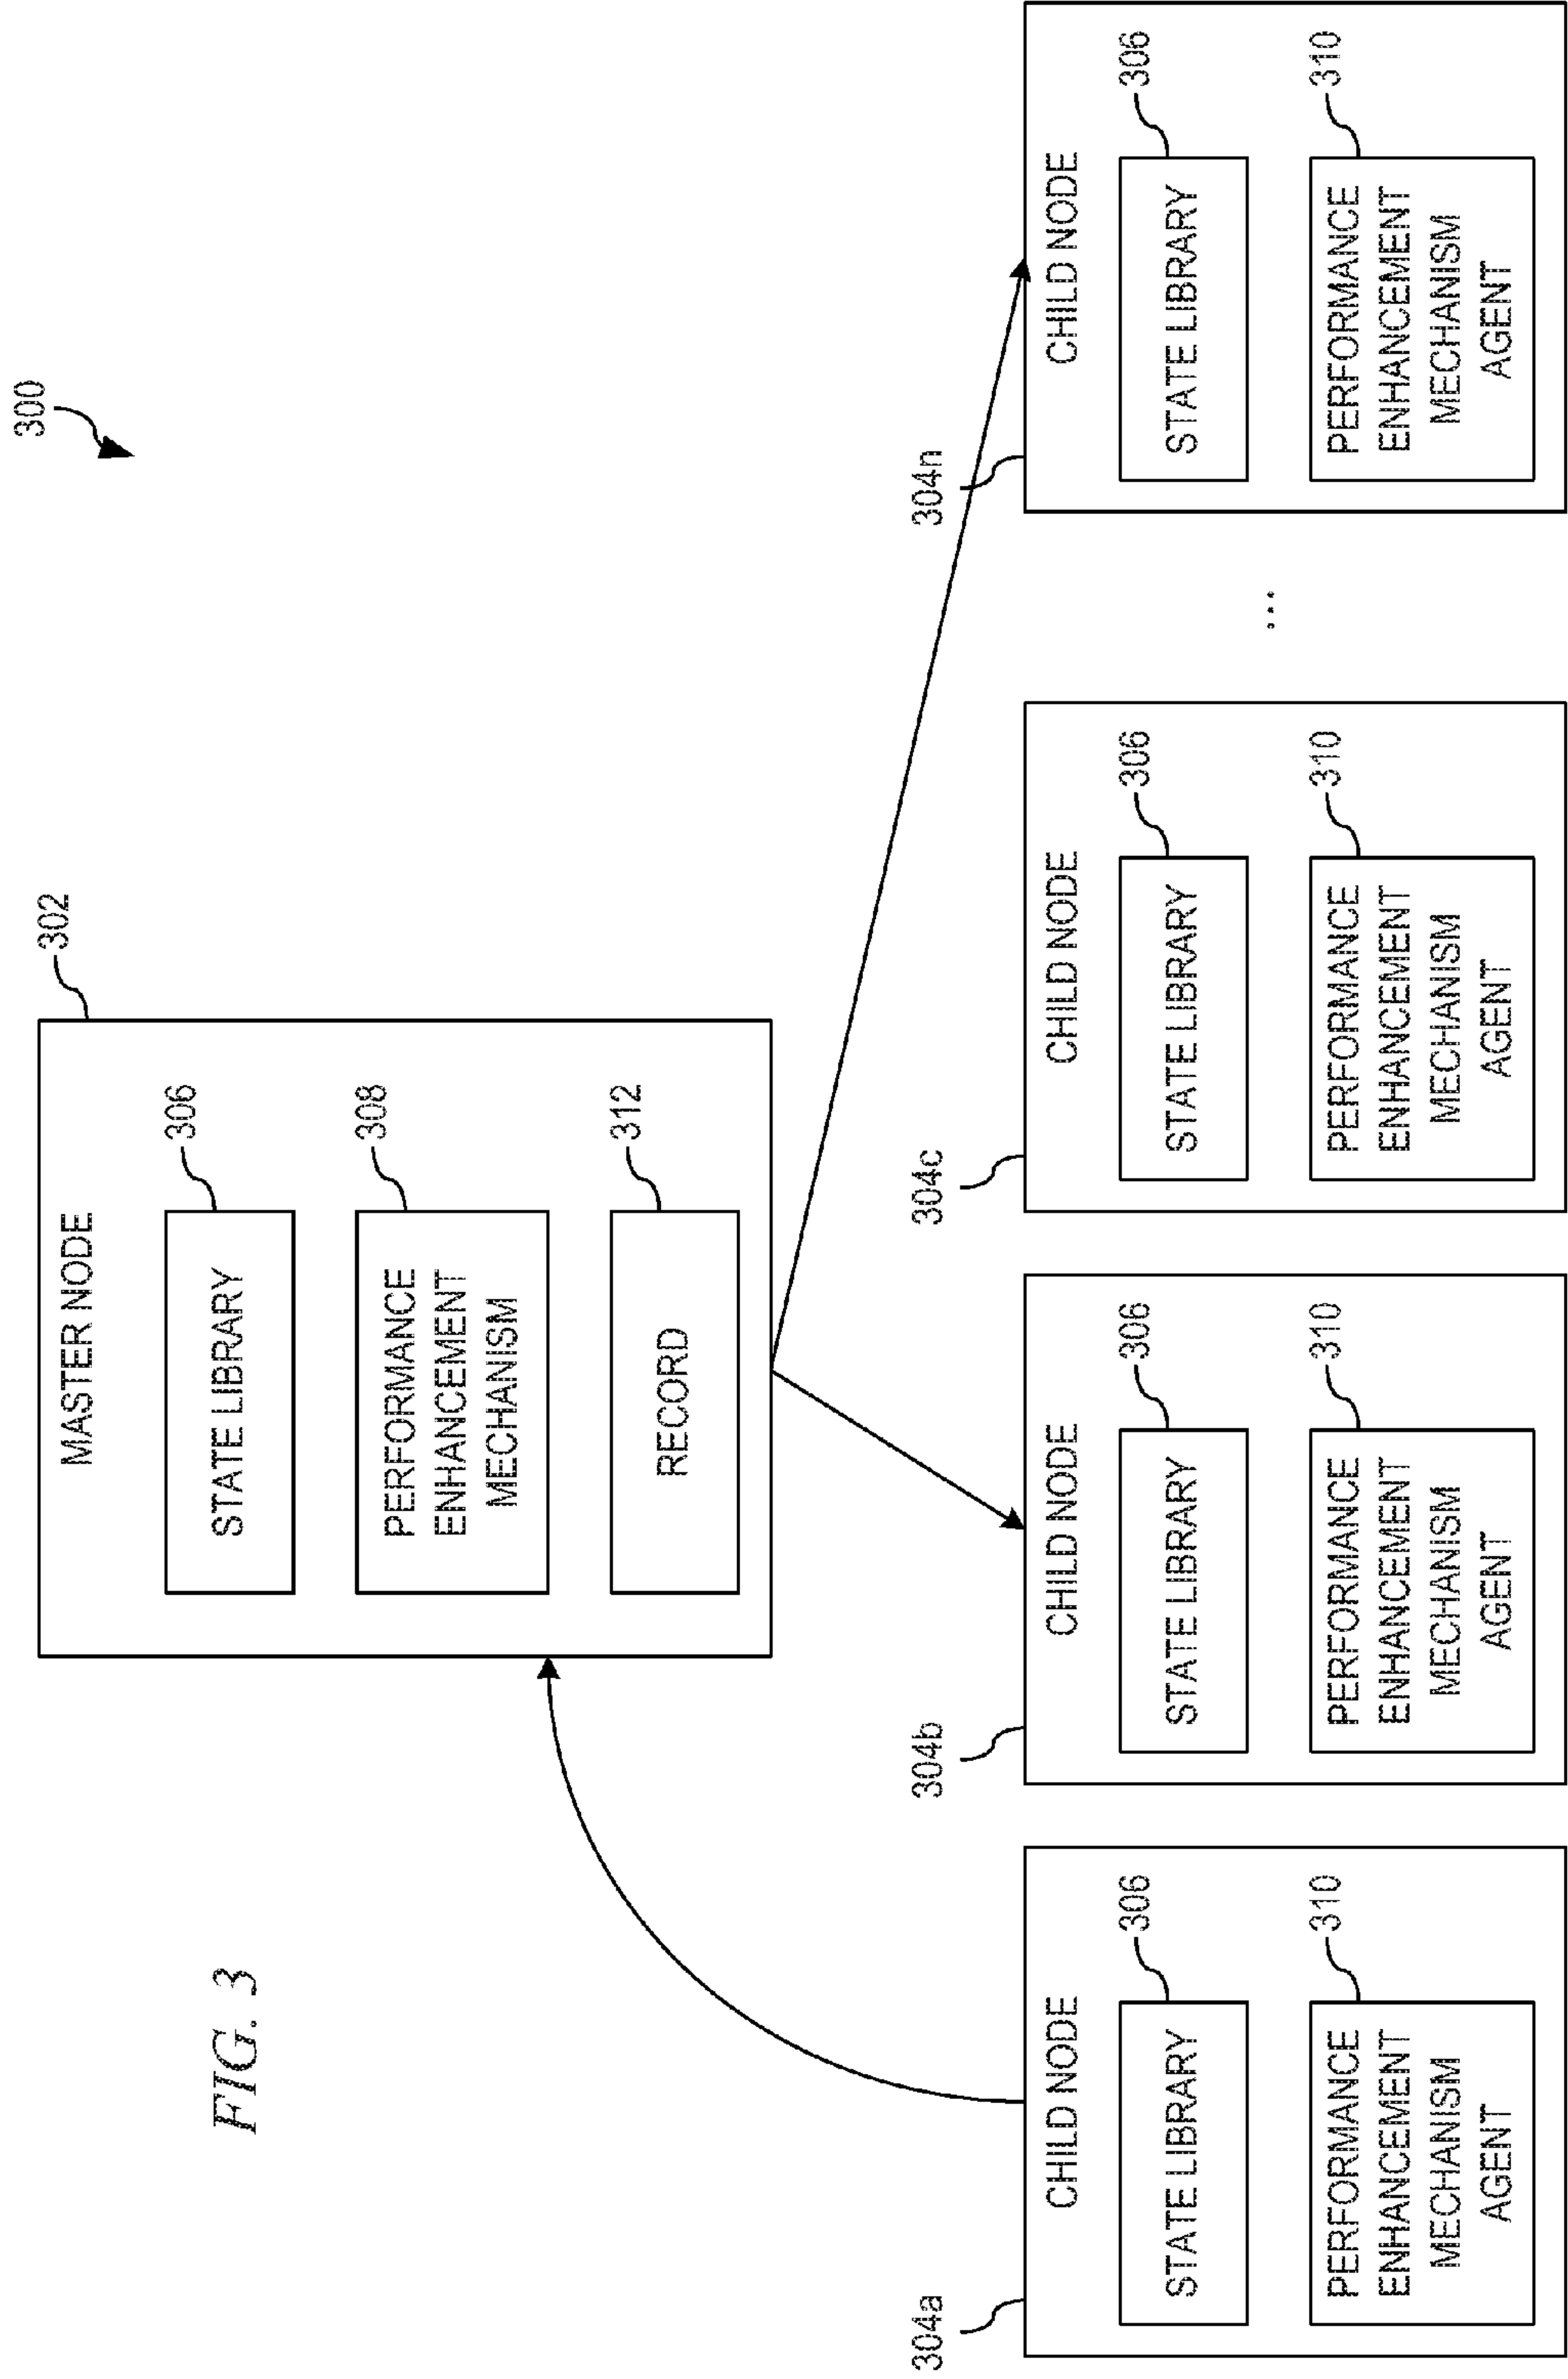 FIG. 3
300
302
MASTER NODE
STATE LIBRARY
306
PERFORMANCE
ENHANCEMENT
MECHANISM
308
RECORD
312
304a
CHILD NODE
STATE LIBRARY
306
PERFORMANCE
ENHANCEMENT
MECHANISM
AGENT
310
304b
CHILD NODE
STATE LIBRARY
306
PERFORMANCE
ENHANCEMENT
MECHANISM
AGENT
310
304c
CHILD NODE
STATE LIBRARY
306
PERFORMANCE
ENHANCEMENT
MECHANISM
AGENT
310
...
304n
CHILD NODE
STATE LIBRARY
306
PERFORMANCE
ENHANCEMENT
MECHANISM
AGENT
310